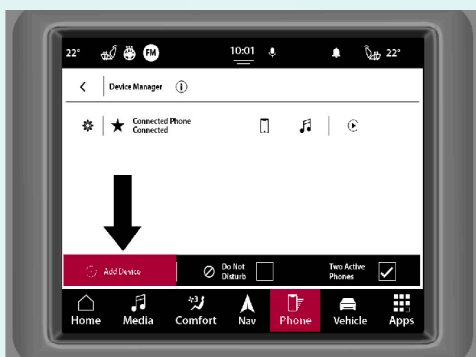 22° FM 10:01 22°
Device Manager
Connected Phone
Connected
Add Device
Do Not
Disturb
Two Active
Phones
Home Media Comfort Nav Phone Vehicle Apps